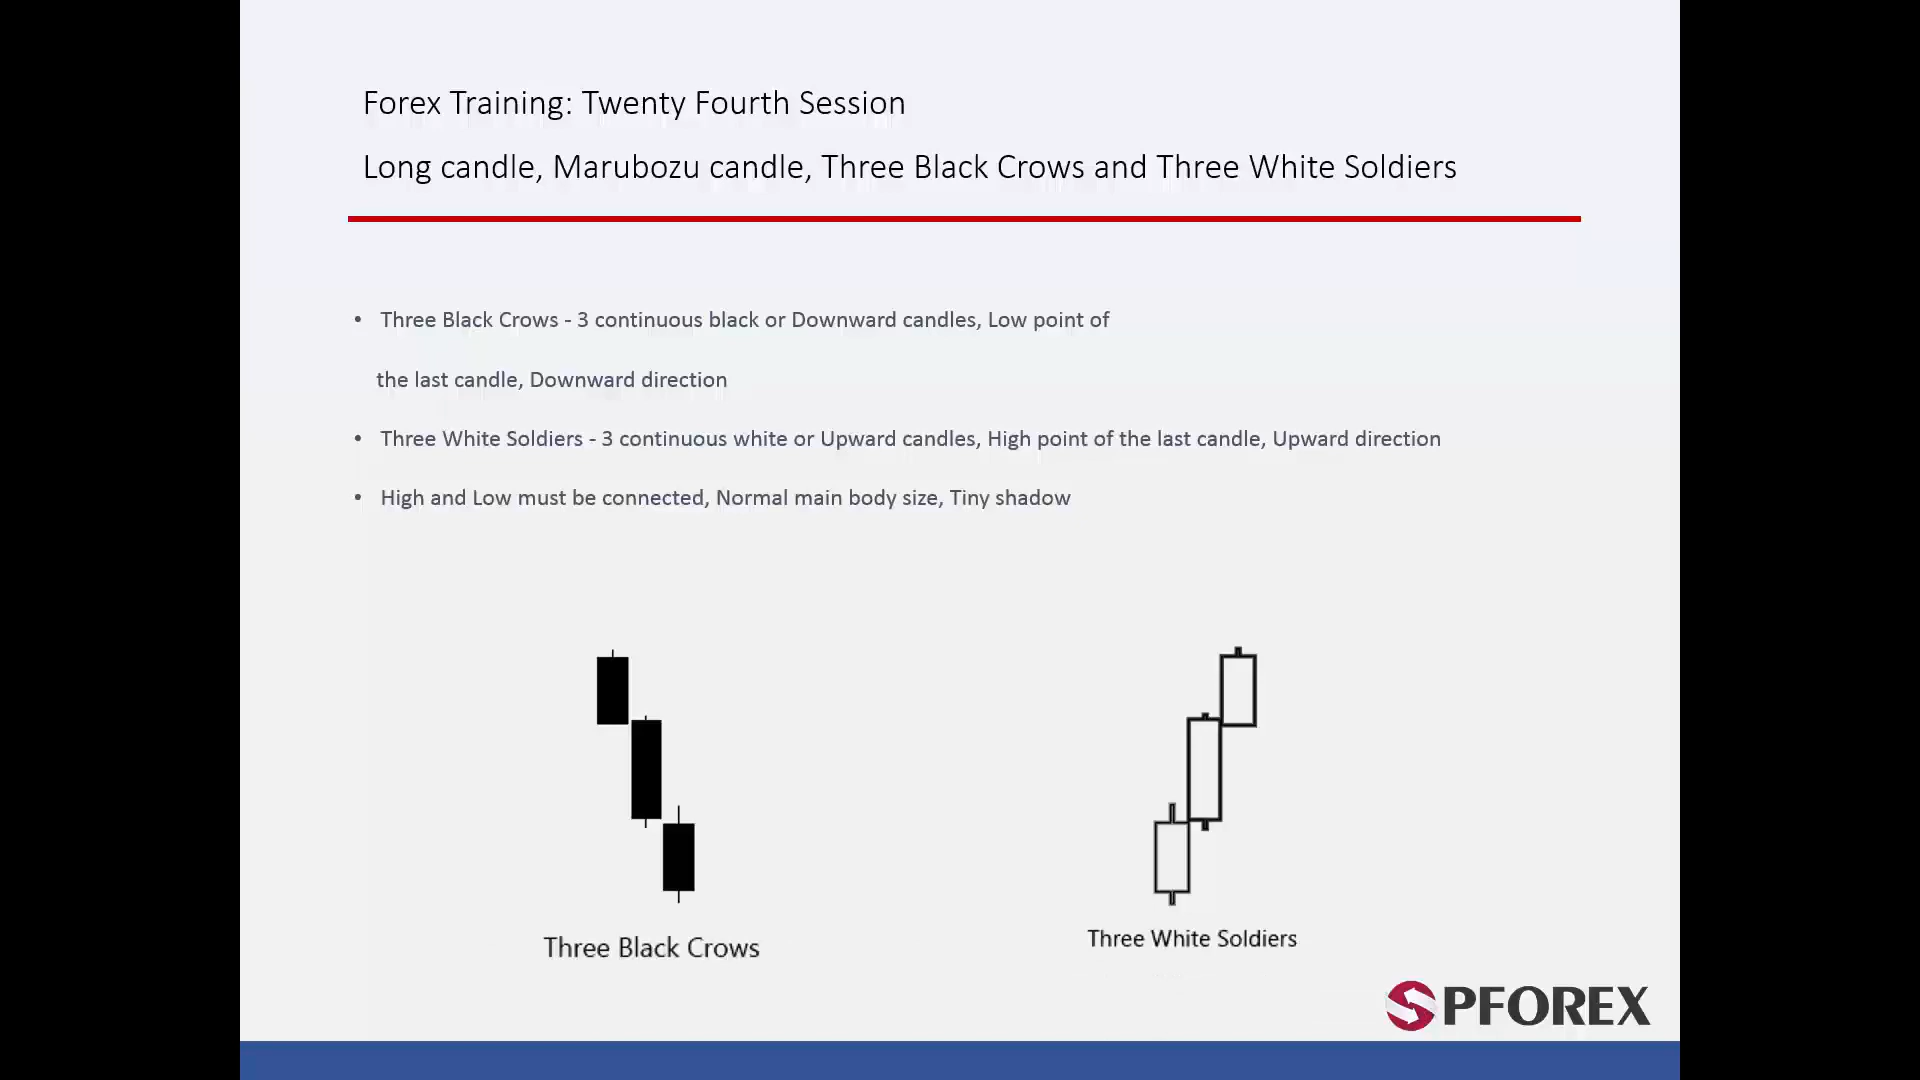 Forex Training: Twenty Fourth Session
Long candle, Marubozu candle, Three Black Crows and Three White Soldiers
• Three Black Crows - 3 continuous black or Downward candles, Low point of
the last candle, Downward direction
• Three White Soldiers - 3 continuous white or Upward candles, High point of the last candle, Upward direction
• High and Low must be connected, Normal main body size, Tiny shadow
Three Black Crows
Three White Soldiers
PFOREX